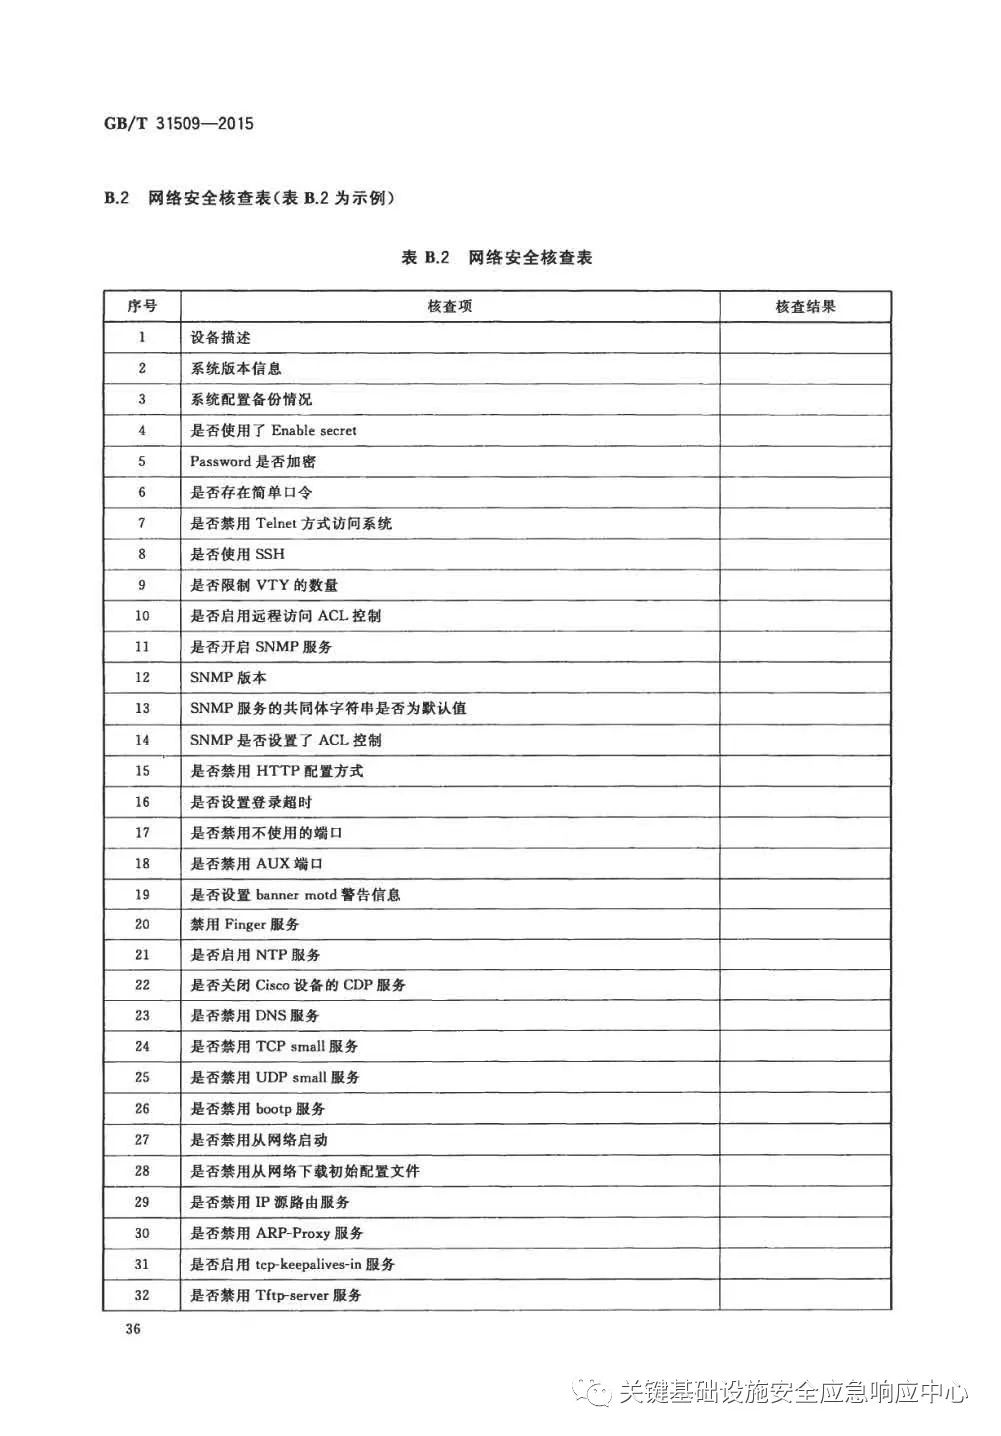 GB/T 31509—2015
B.2 网络安全核查表(表 B.2 为示例)
表 B.2 网络安全核查表
序号 核查项 核查结果
1 设备描述
2 系统版本信息
3 系统配置备份情况
4 是否使用了 Enable secret
5 Password 是否加密
6 是否存在简单口令
7 是否禁用 Telnet 方式访问系统
8 是否使用 SSH
9 是否限制 VTY 的数量
10 是否启用远程访问 ACL 控制
11 是否开启 SNMP 服务
12 SNMP 版本
13 SNMP 服务的共同体字符串是否为默认值
14 SNMP 是否设置了 ACL 控制
15 是否禁用 HTTP 配置方式
16 是否设置登录超时
17 是否禁用不使用的端口
18 是否禁用 AUX 端口
19 是否设置 banner motd 警告信息
20 禁用 Finger 服务
21 是否启用 NTP 服务
22 是否关闭 Cisco 设备的 CDP 服务
23 是否禁用 DNS 服务
24 是否禁用 TCP small 服务
25 是否禁用 UDP small 服务
26 是否禁用 bootp 服务
27 是否禁用从网络启动
28 是否禁用从网络下载初始配置文件
29 是否禁用 IP 源路由服务
30 是否禁用 ARP-Proxy 服务
31 是否启用 tcp-keepalives-in 服务
32 是否禁用 Tftp-server 服务
36
关键基础设施安全应急响应中心